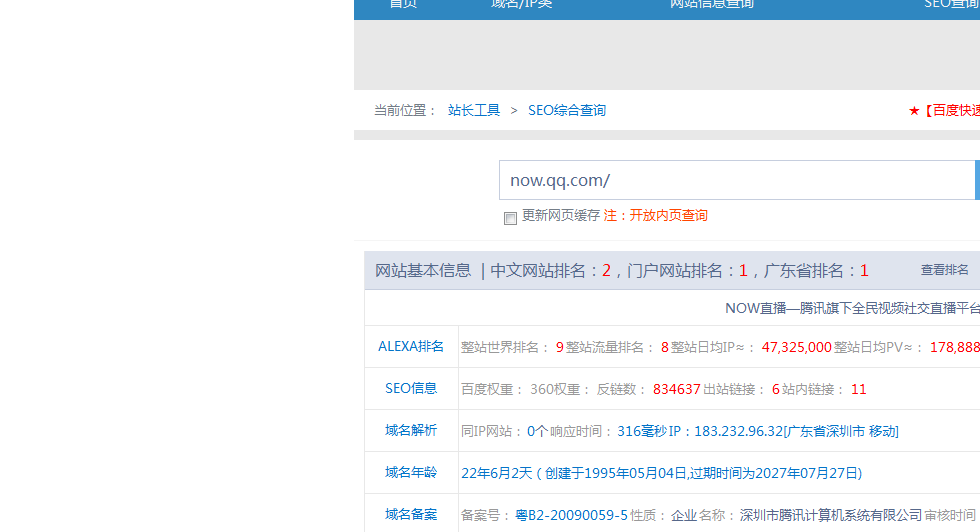 首页 域名/IP类 网站信息查询 SEO查询
当前位置： 站长工具 > SEO综合查询 ★【百度快速
now.qq.com/
更新网页缓存 注：开放内页查询
网站基本信息 | 中文网站排名：2，门户网站排名：1，广东省排名：1 查看排名
NOW直播—腾讯旗下全民视频社交直播平台
ALEXA排名 整站世界排名： 9 整站流量排名： 8 整站日均IP≈： 47,325,000 整站日均PV≈： 178,888
SEO信息 百度权重： 360权重： 反链数： 834637 出站链接： 6 站内链接： 11
域名解析 同IP网站： 0个 响应时间： 316毫秒 IP：183.232.96.32[广东省深圳市 移动]
域名年龄 22年6月2天（创建于1995年05月04日,过期时间为2027年07月27日)
域名备案 备案号： 粤B2-20090059-5 性质： 企业 名称： 深圳市腾讯计算机系统有限公司 审核时间